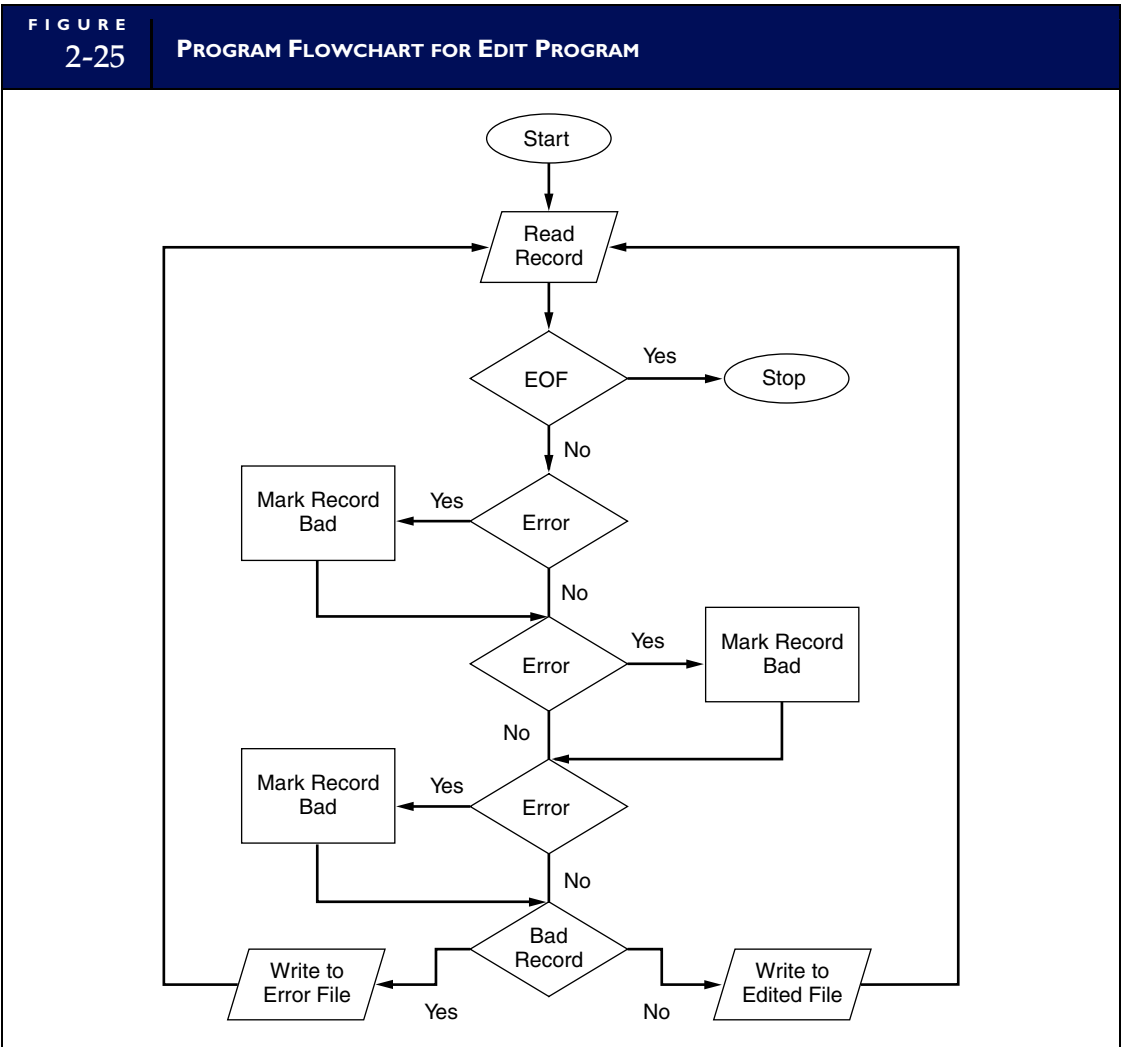 FIGURE
2-25
PROGRAM FLOWCHART FOR EDIT PROGRAM
Start
Read
Record
EOF
Yes
Stop
No
Mark Record
Bad
Yes
Error
No
Error
Yes
Mark Record
Bad
No
Mark Record
Bad
Yes
Error
No
Bad
Record
Write to
Error File
Yes
No
Write to
Edited File